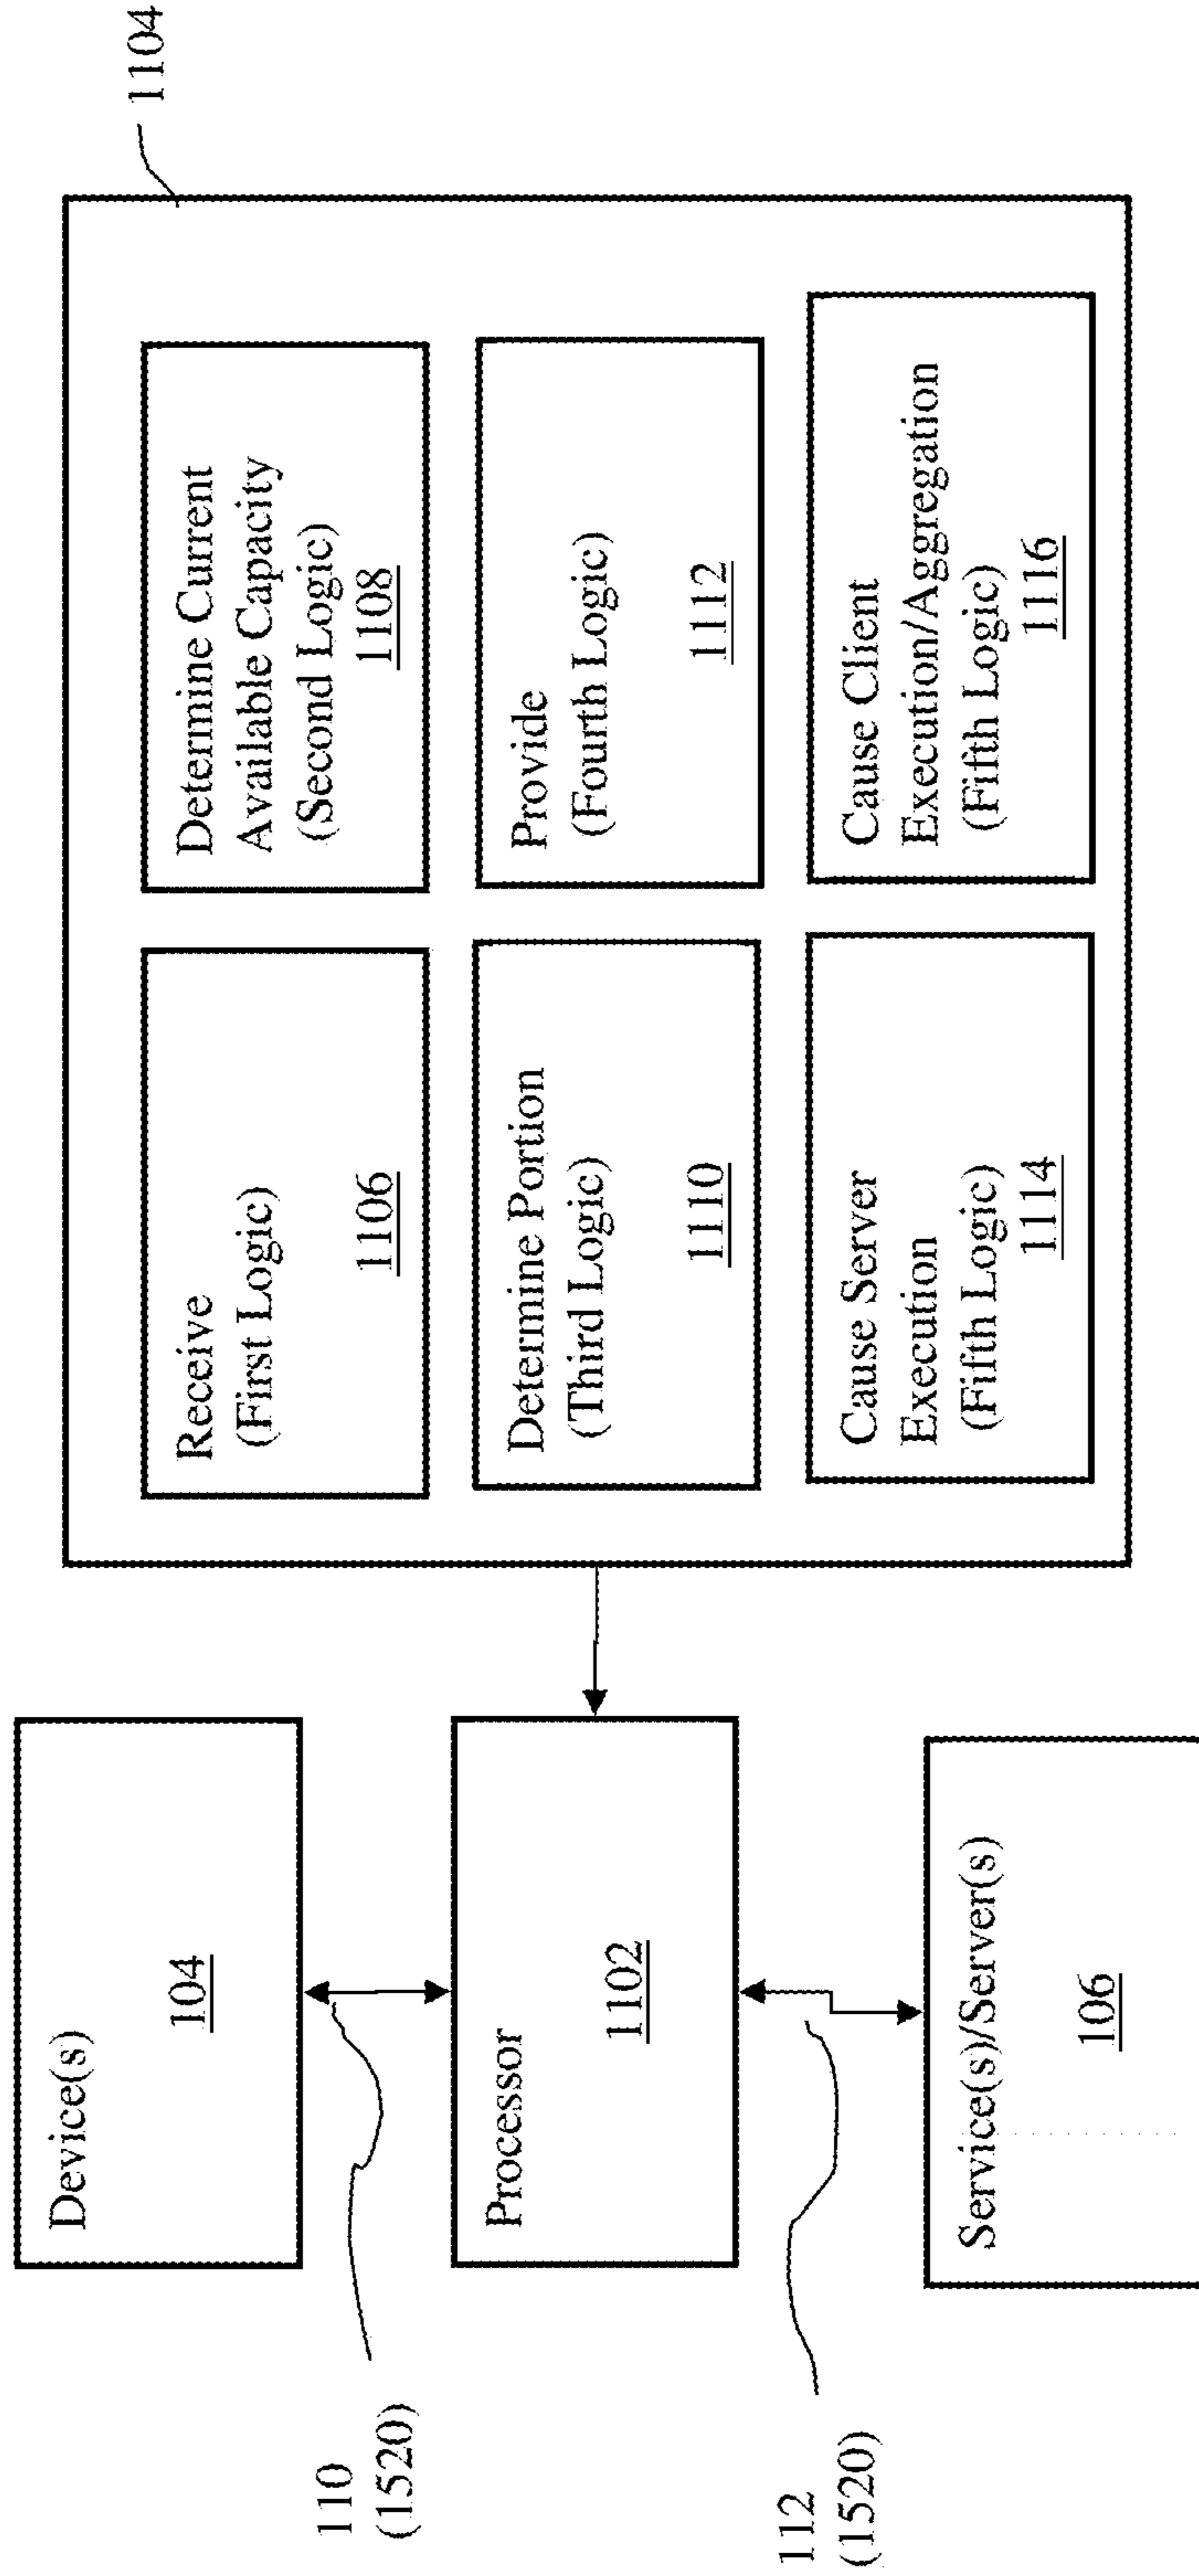 Device(s)
104
110
(1520)
Processor
1102
112
(1520)
Service(s)/Server(s)
106
1104
Receive
(First Logic)
1106
Determine Current
Available Capacity
(Second Logic)
1108
Determine Portion
(Third Logic)
1110
Provide
(Fourth Logic)
1112
Cause Server
Execution
(Fifth Logic)
1114
Cause Client
Execution/Aggregation
(Fifth Logic)
1116